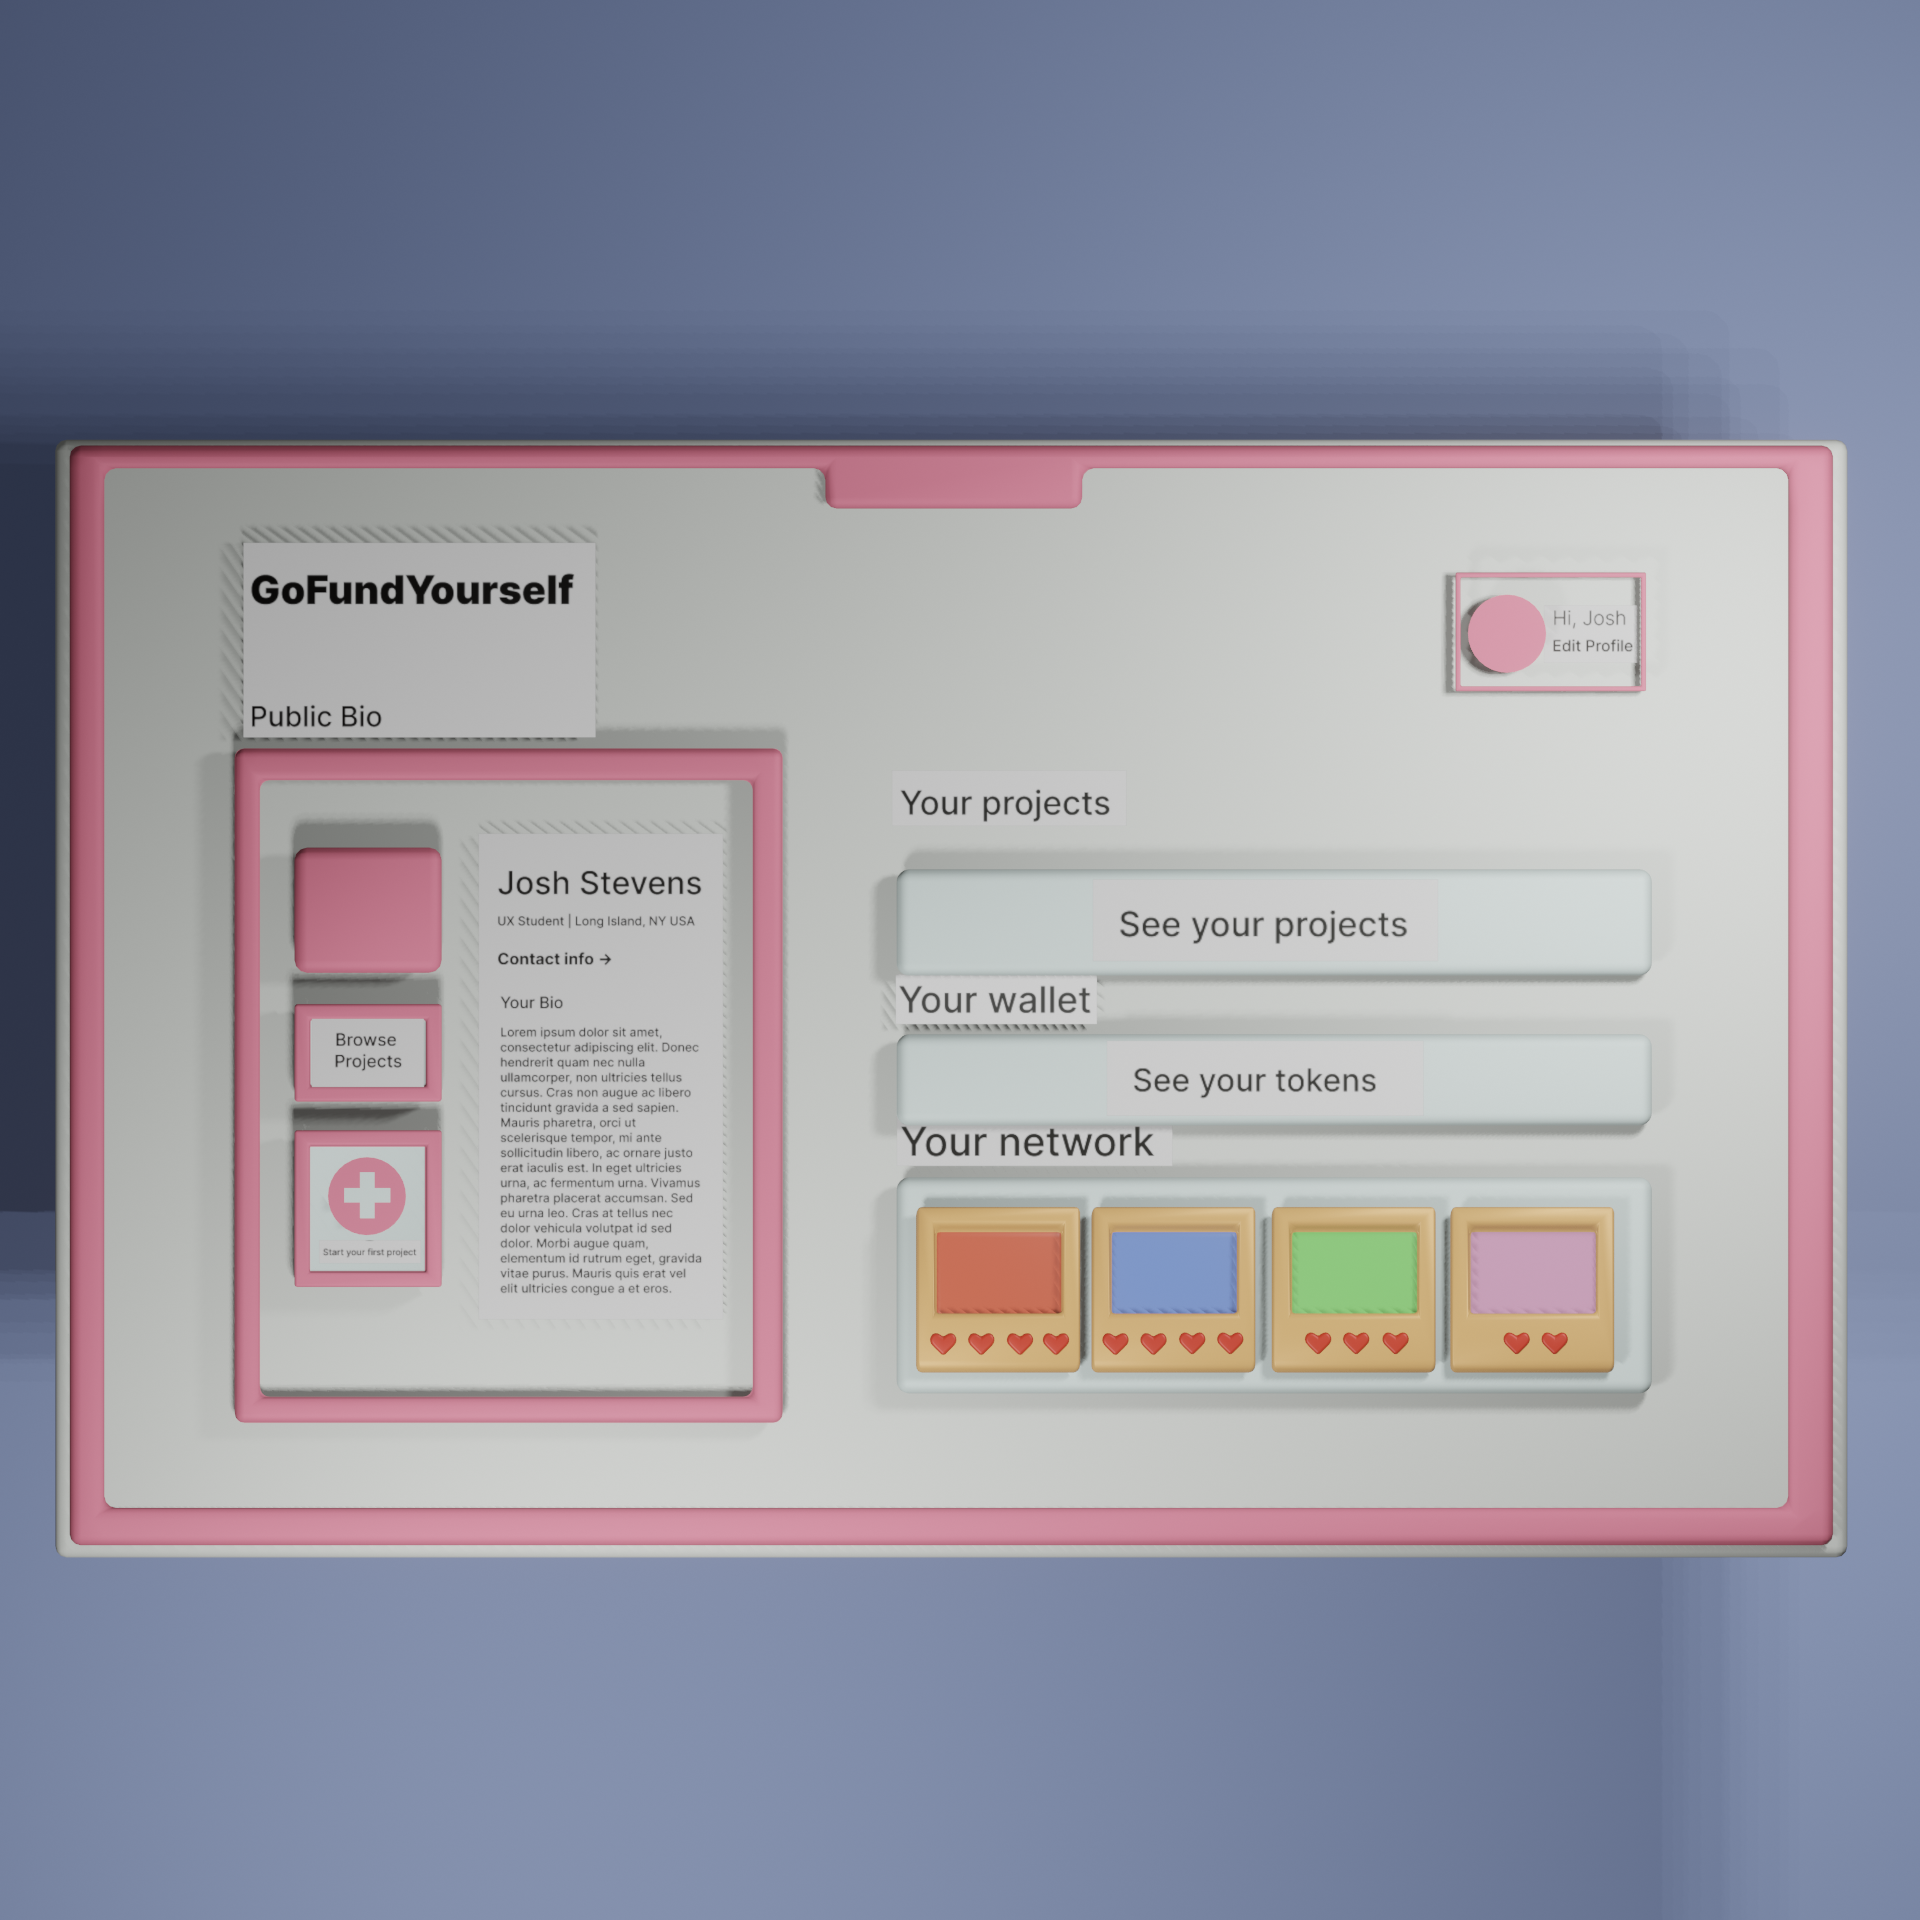 GoFundYourself
Hi, Josh
Edit Profile
Public Bio
Josh Stevens
UX Student | Long Island, NY USA
Contact info →
Your Bio
Lorem ipsum dolor sit amet,
consectetur adipiscing elit. Donec
hendrerit quam nec nulla
ullamcorper, non ultricies tellus
cursus. Cras non augue ac libero
tincidunt gravida a sed sapien.
Mauris pharetra, orci ut
scelerisque tempor, mi ante
sollicitudin libero, ac ornare justo
erat iaculis est. In eget ultricies
urna, ac fermentum urna. Vivamus
pharetra placerat accumsan. Sed
eu urna leo. Cras at tellus nec
dolor vehicula volutpat id sed
dolor. Morbi augue quam,
elementum id rutrum eget, gravida
vitae purus. Mauris quis erat vel
elit ultricies congue a et eros.
Browse
Projects
Start your first project
Your projects
See your projects
Your wallet
See your tokens
Your network